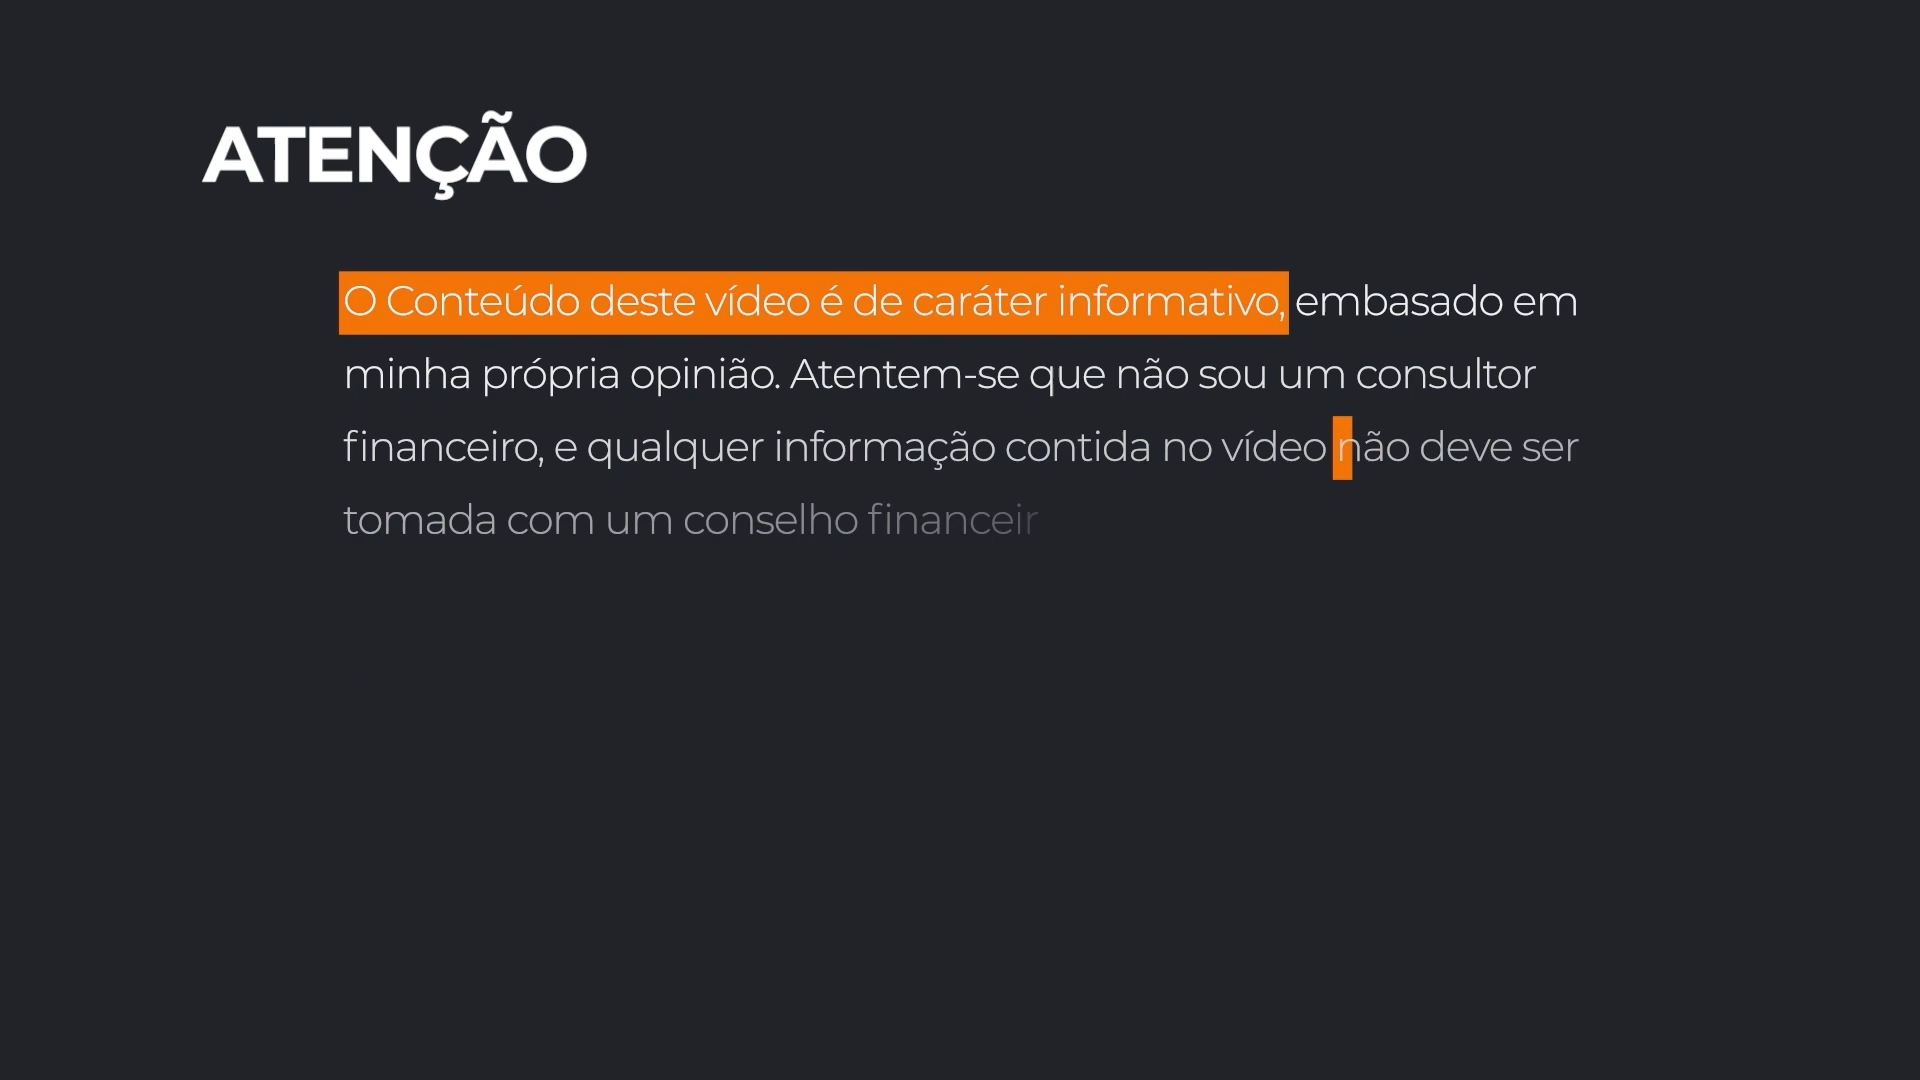 ATENÇÃO
O Conteúdo deste vídeo é de caráter informativo, embasado em
minha própria opinião. Atentem-se que não sou um consultor
financeiro, e qualquer informação contida no vídeo não deve ser
tomada com um conselho financeir